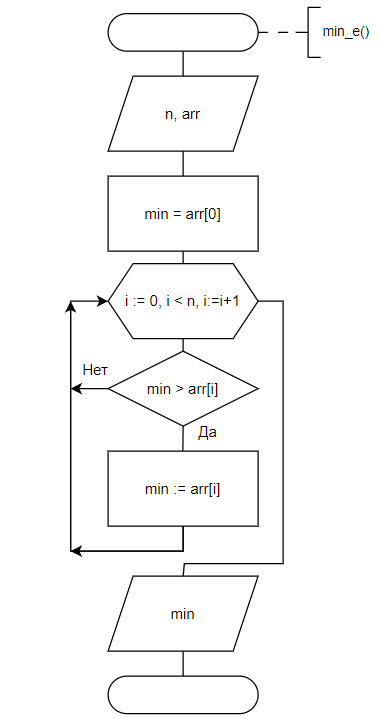 min_e()
n, arr
min = arr[0]
i := 0, i < n, i:=i+1
Нет
min > arr[i]
Да
min := arr[i]
min